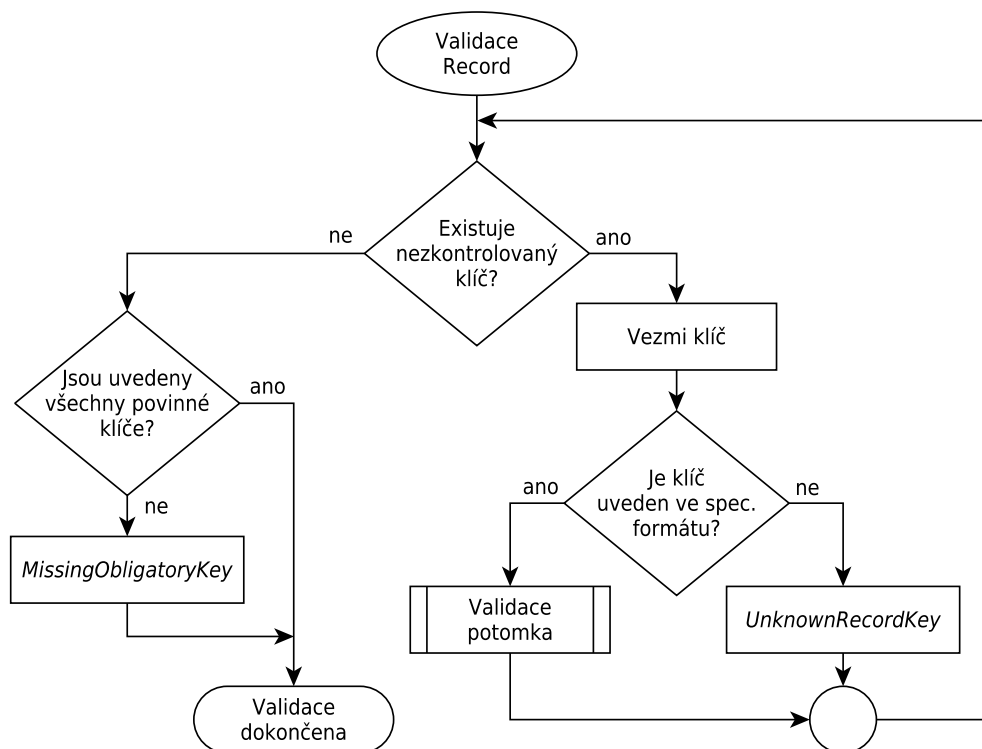 Validace
Record
Existuje
nezkontrolovaný
klíč?
ne
ano
Vezmi klíč
Jsou uvedeny
všechny povinné
klíče?
ano
ne
MissingObligatoryKey
Je klíč
uveden ve spec.
formátu?
ano
ne
Validace
potomka
UnknownRecordKey
Validace
dokončena